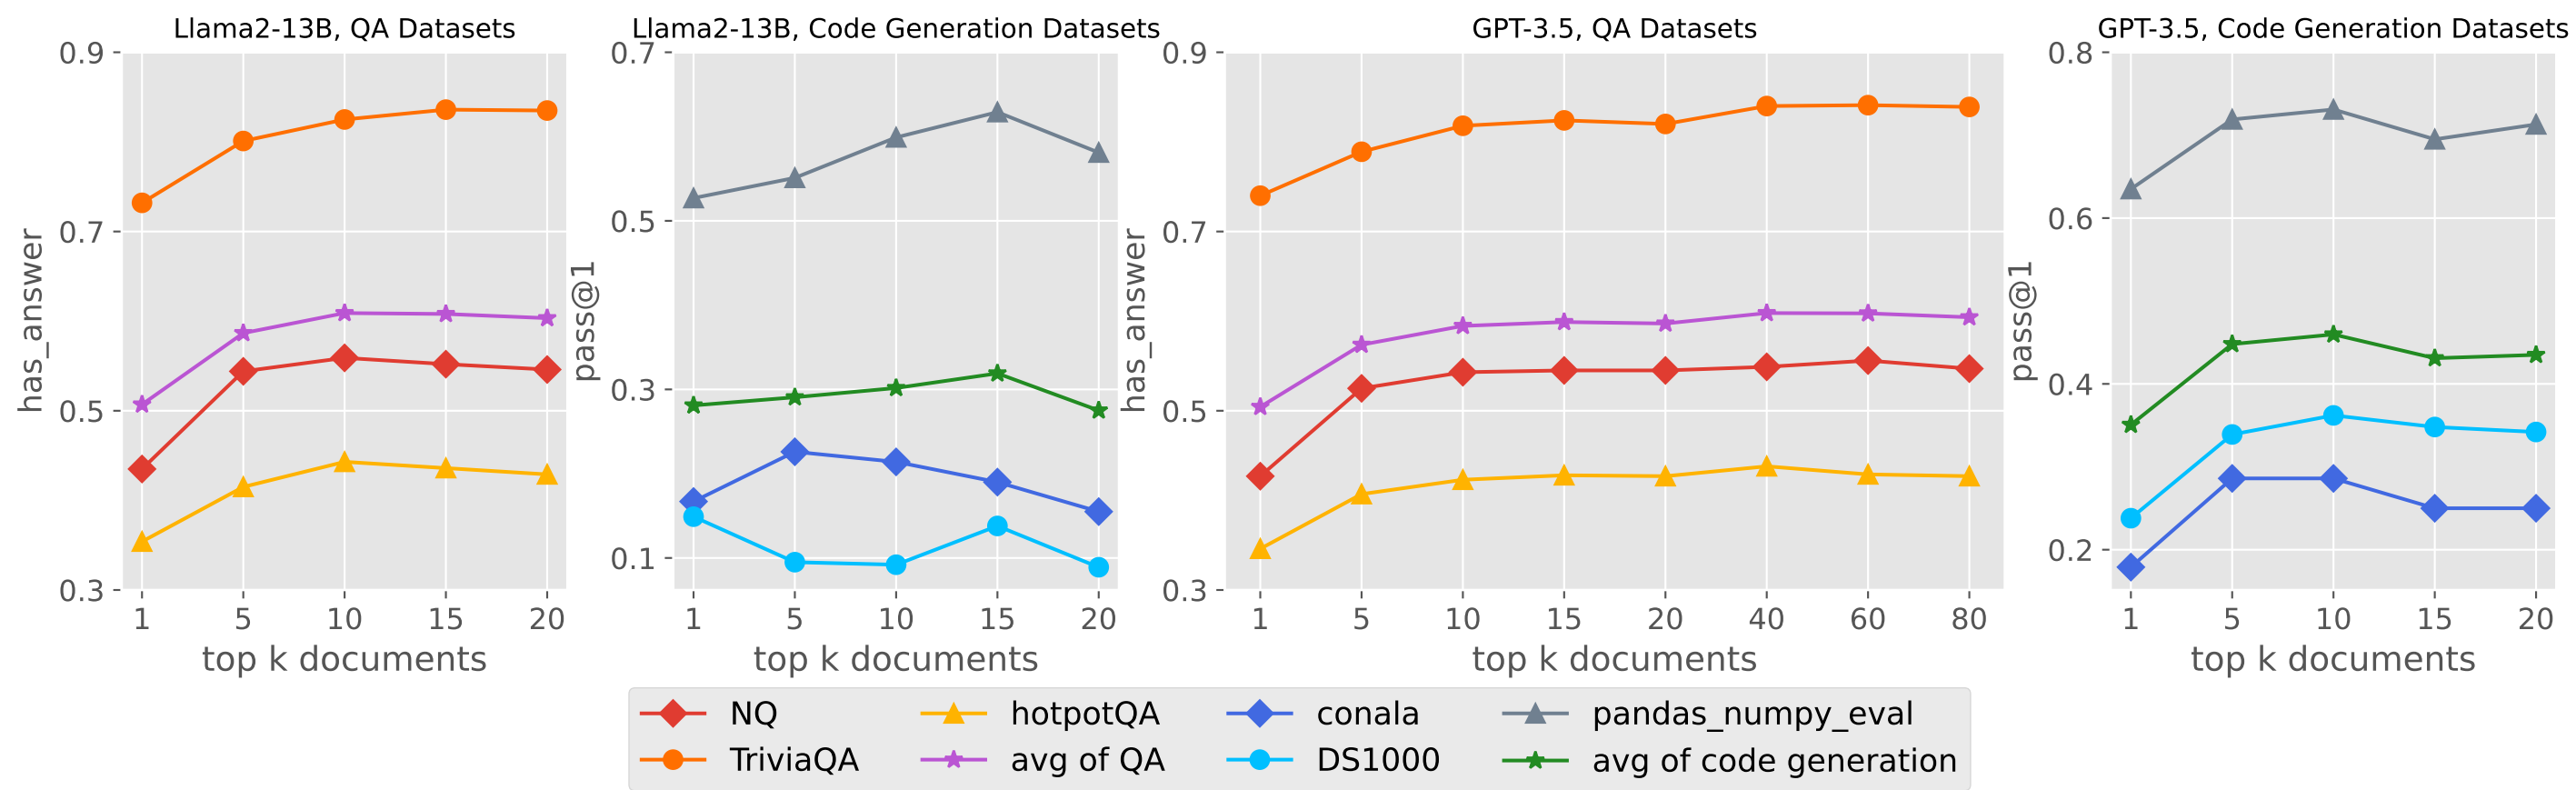 Llama2-13B, QA Datasets
0.9
0.7
0.5
0.3
has_answer
1 5 10 15 20
top k documents
Llama2-13B, Code Generation Datasets
0.7
0.5
0.3
0.1
pass@1
1 5 10 15 20
top k documents
GPT-3.5, QA Datasets
0.9
0.7
0.5
0.3
has_answer
1 5 10 15 20 40 60 80
top k documents
GPT-3.5, Code Generation Datasets
0.8
0.6
0.4
0.2
pass@1
1 5 10 15 20
top k documents
NQ hotpotQA conala pandas_numpy_eval
TriviaQA avg of QA DS1000 avg of code generation